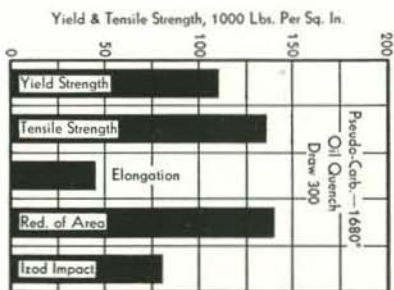 Yield & Tensile Strength, 1000 Lbs. Per Sq. In.
0
50
100
150
200
Pseudo-Carb.—1680°
Oil Quench
Draw 300
Yield Strength
Tensile Strength
Elongation
Red. of Area
Izod Impact